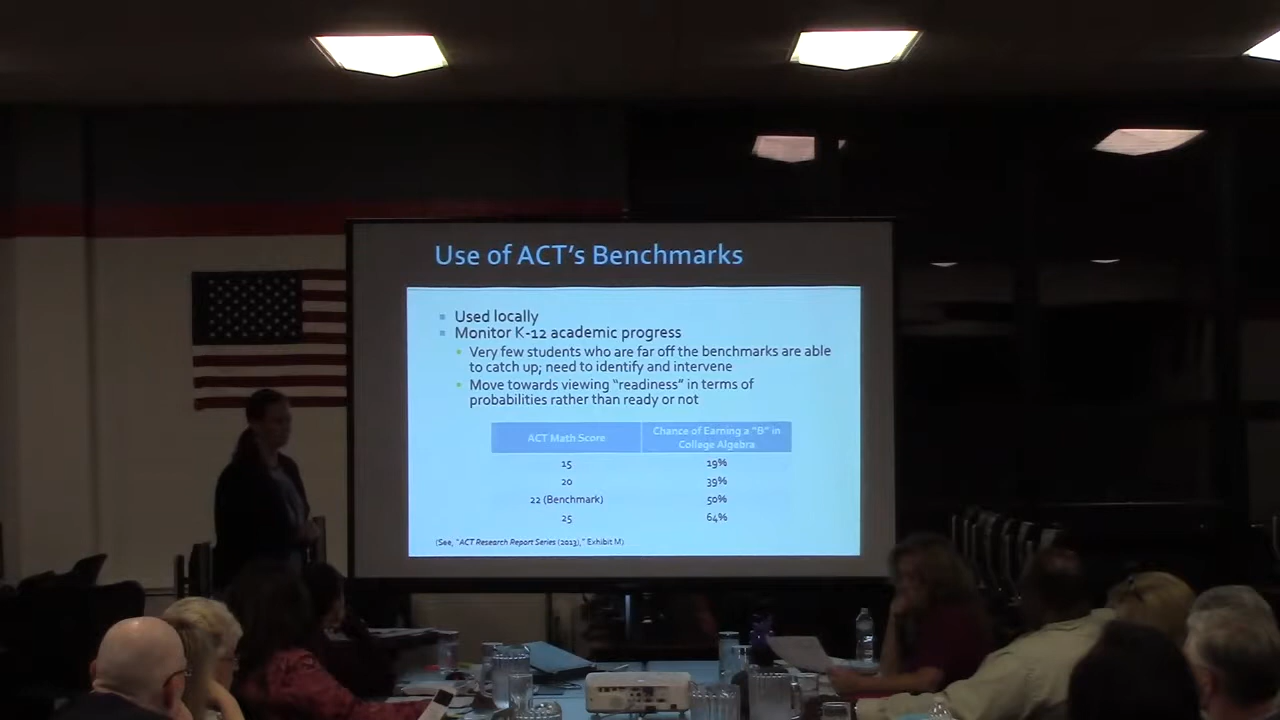 Use of ACT's Benchmarks
Used locally
Monitor K-12 academic progress
Very few students who are far off the benchmarks are able
to catch up; need to identify and intervene
Move towards viewing "readiness" in terms of
probabilities rather than ready or not
ACT Math Score
Chance of Earning a "B" in
College Algebra
15 19%
20 39%
22 (Benchmark) 50%
25 64%
(See, "ACT Research Report Series (2013)," Exhibit M)